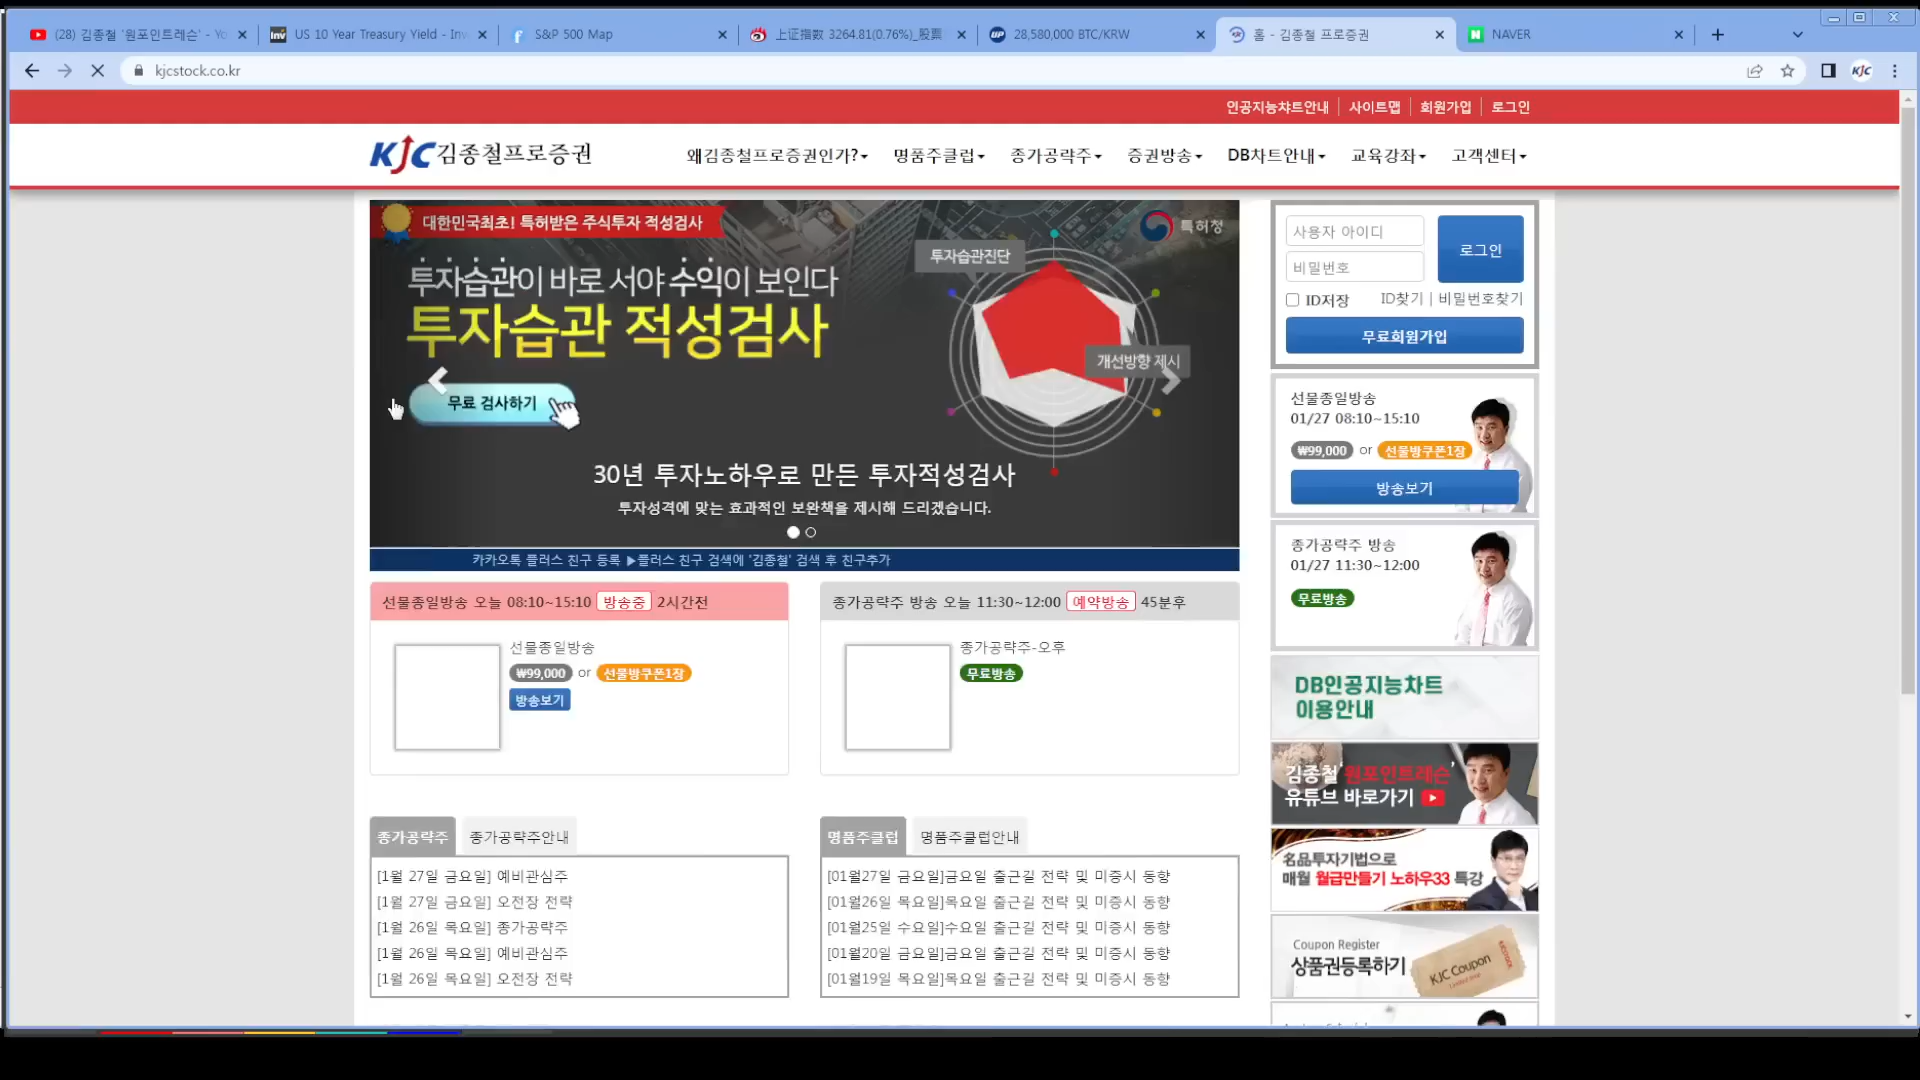 (28) 김종철 '원포인트레슨' - Yo
US 10 Year Treasury Yield - Inv
S&P 500 Map
上证指数 3264.81(0.76%)_股票
28,580,000 BTC/KRW
홈 - 김종철 프로증권
NAVER
kjcstock.co.kr
인공지능챠트안내 사이트맵 회원가입 로그인
KJC김종철프로증권
왜김종철프로증권인가? 명품주클럽 종가공략주 증권방송 DB차트안내 교육강좌 고객센터
대한민국최초! 특허받은 주식투자 적성검사
특허청
투자습관진단
투자습관이 바로 서야 수익이 보인다
투자습관 적성검사
개선방향 제시
무료 검사하기
30년 투자노하우로 만든 투자적성검사
투자성격에 맞는 효과적인 보완책을 제시해 드리겠습니다.
카카오톡 플러스 친구 등록 ▶플러스 친구 검색에 '김종철' 검색 후 친구추가
사용자 아이디
비밀번호
로그인
ID저장
ID찾기 | 비밀번호찾기
무료회원가입
선물종일방송
01/27 08:10~15:10
₩99,000 or 선물방쿠폰1장
방송보기
종가공략주 방송
01/27 11:30~12:00
무료방송
선물종일방송 오늘 08:10~15:10 방송중 2시간전
선물종일방송
₩99,000 or 선물방쿠폰1장
방송보기
종가공략주 방송 오늘 11:30~12:00 예약방송 45분후
종가공략주-오후
무료방송
종가공략주 종가공략주안내
[1월 27일 금요일] 예비관심주
[1월 27일 금요일] 오전장 전략
[1월 26일 목요일] 종가공략주
[1월 26일 목요일] 예비관심주
[1월 26일 목요일] 오전장 전략
명품주클럽 명품주클럽안내
[01월27일 금요일]금요일 출근길 전략 및 미증시 동향
[01월26일 목요일]목요일 출근길 전략 및 미증시 동향
[01월25일 수요일]수요일 출근길 전략 및 미증시 동향
[01월20일 금요일]금요일 출근길 전략 및 미증시 동향
[01월19일 목요일]목요일 출근길 전략 및 미증시 동향
DB인공지능차트
이용안내
김종철'원포인트레슨'
유튜브 바로가기
名品투자기법으로
매월 월급만들기 노하우33 특강
Coupon Register
상품권등록하기
KJC Coupon